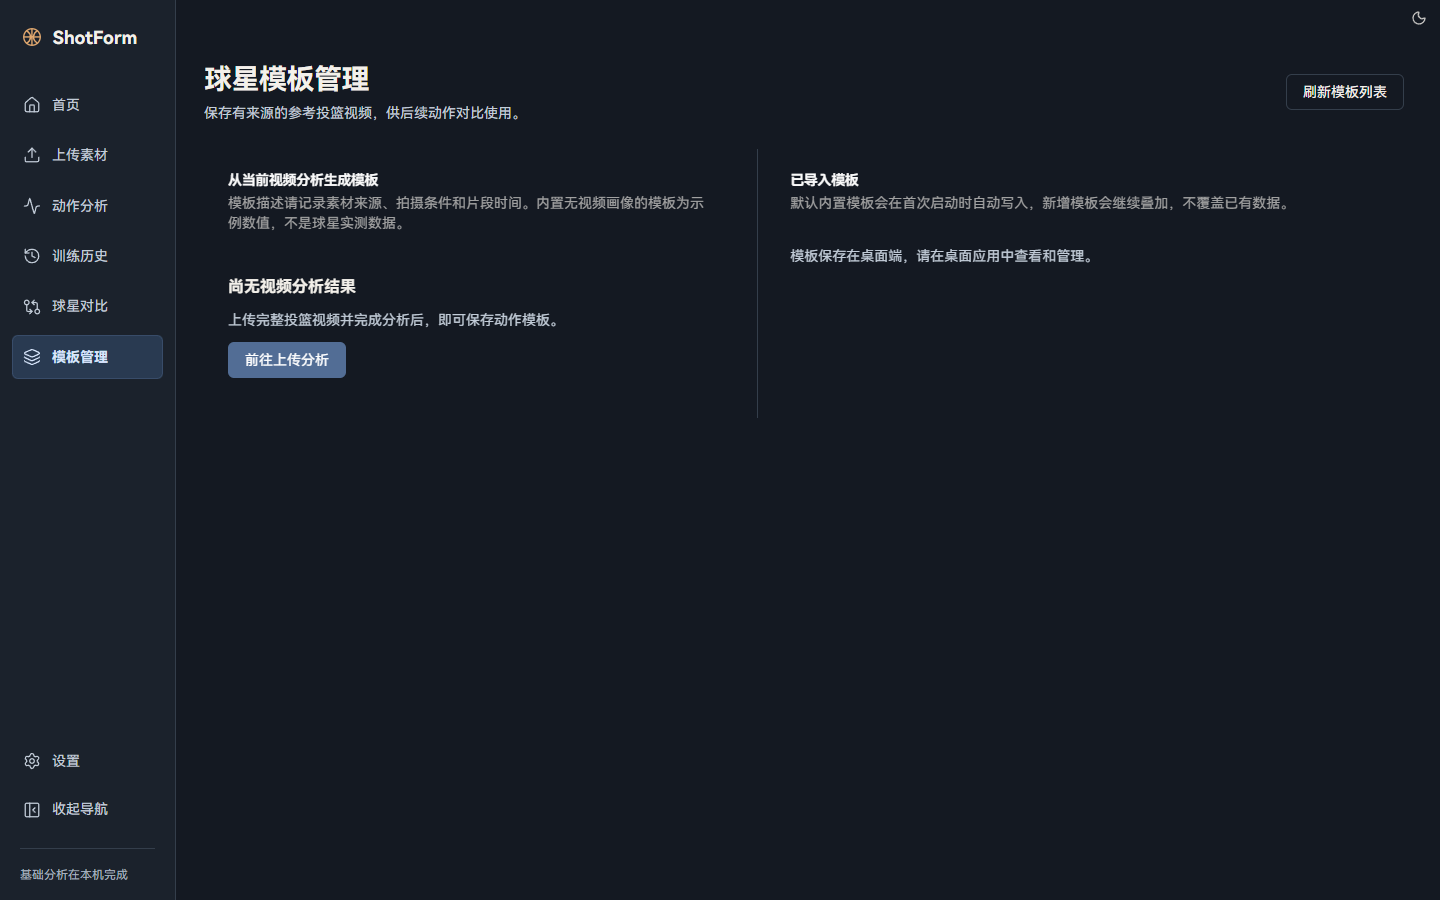 ShotForm
首页
上传素材
动作分析
训练历史
球星对比
模板管理
设置
收起导航
基础分析在本机完成
球星模板管理
保存有来源的参考投篮视频，供后续动作对比使用。
刷新模板列表
从当前视频分析生成模板
模板描述请记录素材来源、拍摄条件和片段时间。内置无视频画像的模板为示
例数值，不是球星实测数据。
尚无视频分析结果
上传完整投篮视频并完成分析后，即可保存动作模板。
前往上传分析
已导入模板
默认内置模板会在首次启动时自动写入，新增模板会继续叠加，不覆盖已有数据。
模板保存在桌面端，请在桌面应用中查看和管理。